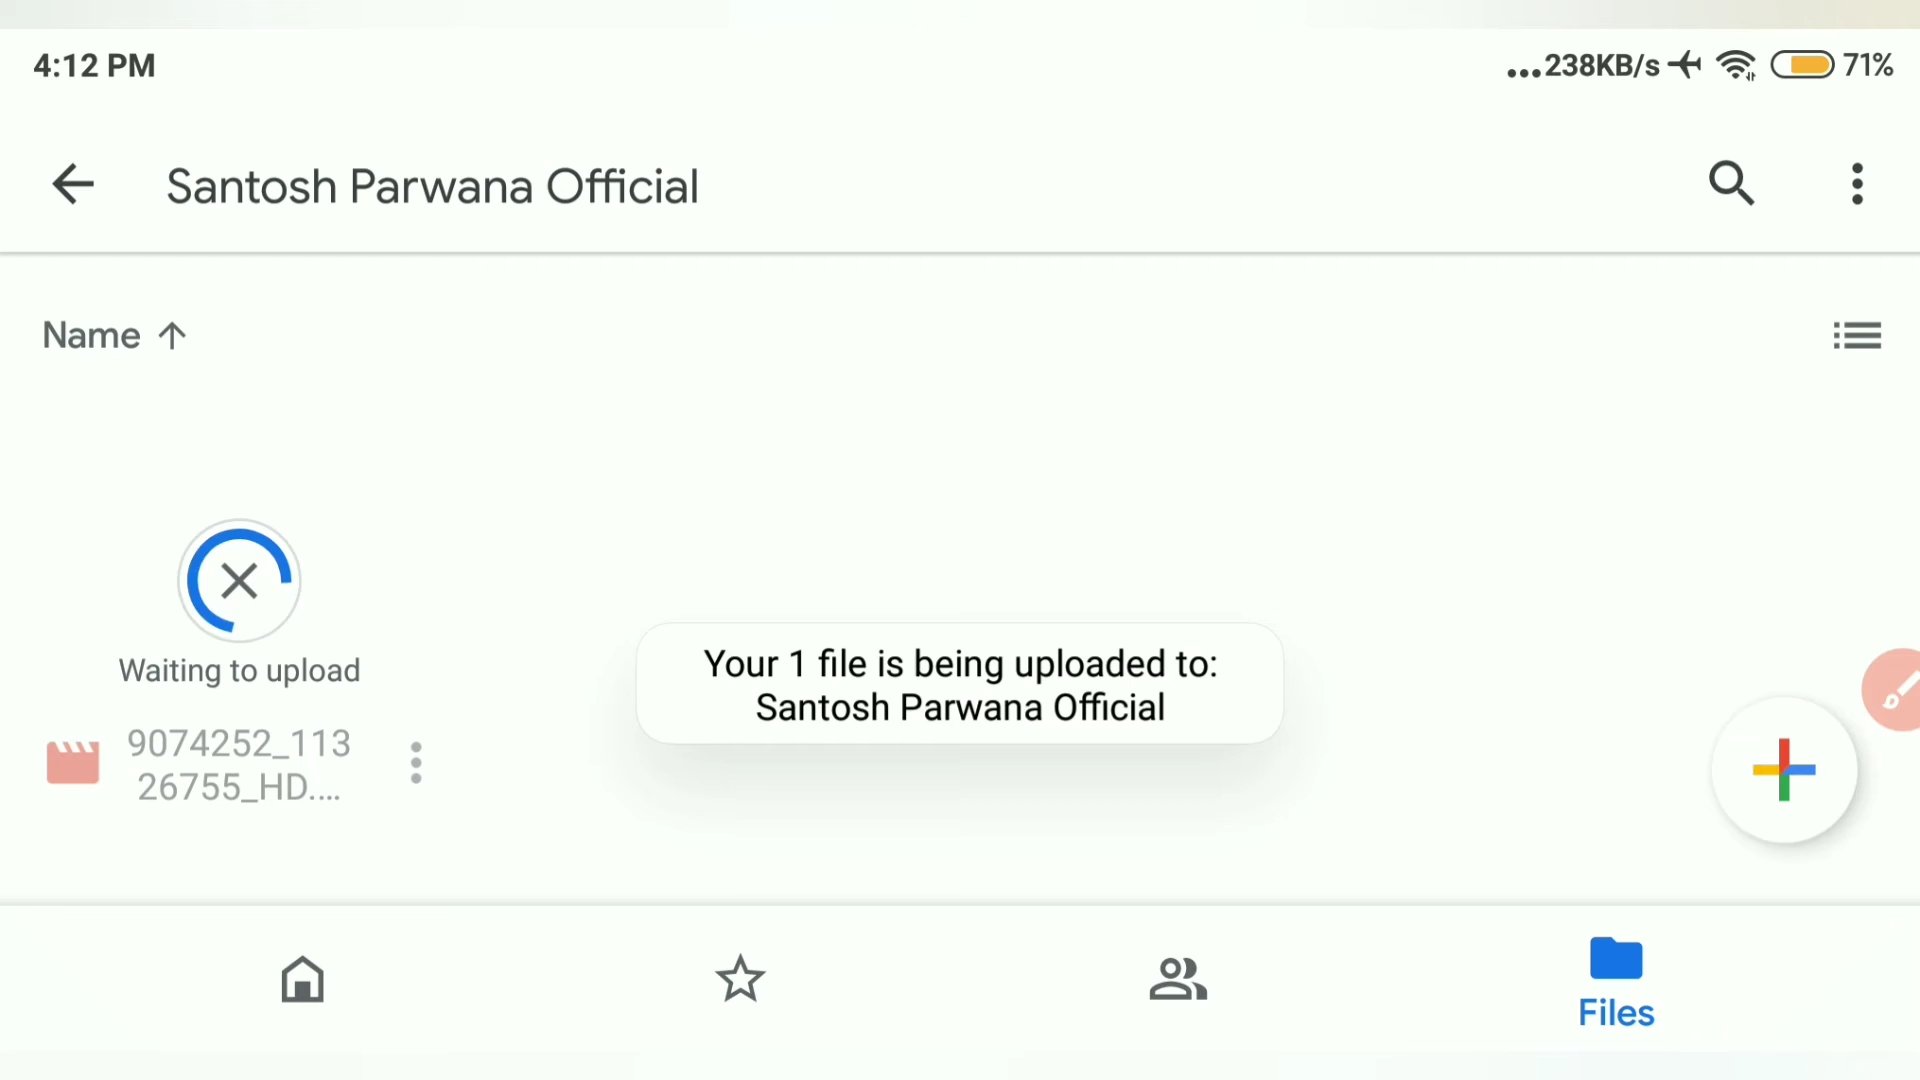 4:12 PM
...238KB/s 71%
Santosh Parwana Official
Name
Waiting to upload
9074252_113
26755_HD....
Your 1 file is being uploaded to:
Santosh Parwana Official
Files